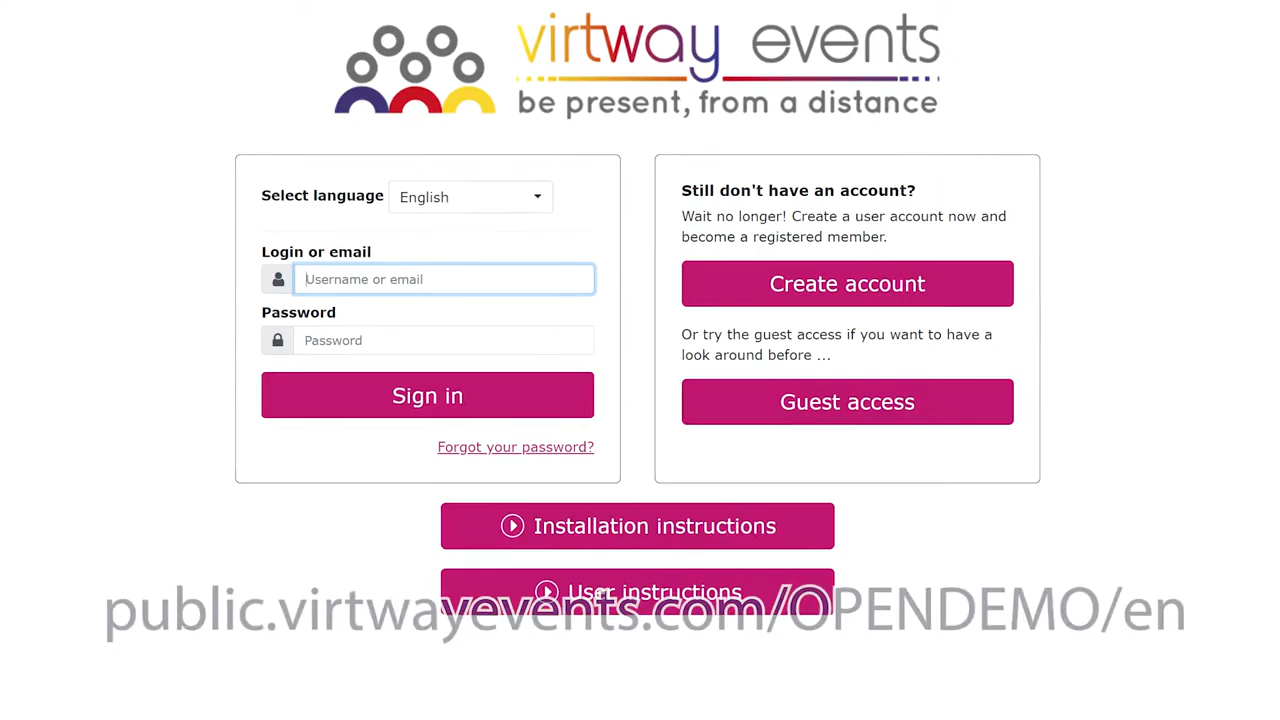 virtway events
be present, from a distance
Select language English
Login or email
Username or email
Password
Password
Sign in
Forgot your password?
Still don't have an account?
Wait no longer! Create a user account now and
become a registered member.
Create account
Or try the guest access if you want to have a
look around before ...
Guest access
Installation instructions
User instructions
public.virtwayevents.com/OPENDEMO/en